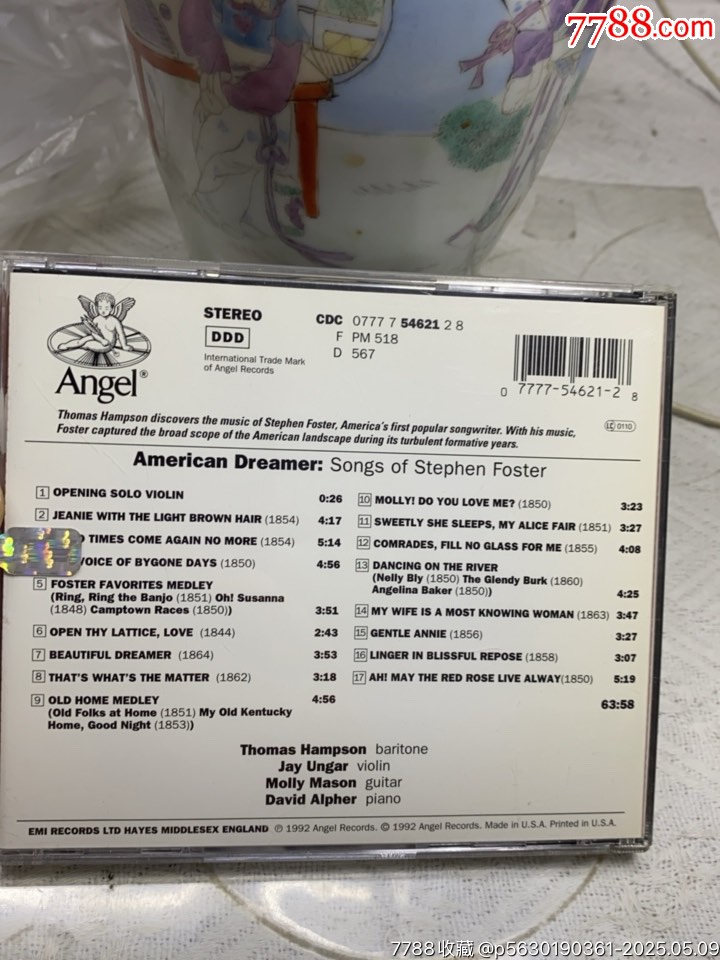 7788.com
STEREO
DDD
International Trade Mark
of Angel Records
CDC 0777 7 54621 2 8
F PM 518
D 567
Angel®
0 7777-54621-2 8
Thomas Hampson discovers the music of Stephen Foster, America's first popular songwriter. With his music,
Foster captured the broad scope of the American landscape during its turbulent formative years.
LC 0110
American Dreamer: Songs of Stephen Foster
1 OPENING SOLO VIOLIN 0:26
2 JEANIE WITH THE LIGHT BROWN HAIR (1854) 4:17
TIMES COME AGAIN NO MORE (1854) 5:14
VOICE OF BYGONE DAYS (1850) 4:56
5 FOSTER FAVORITES MEDLEY
(Ring, Ring the Banjo (1851) Oh! Susanna
(1848) Camptown Races (1850)) 3:51
6 OPEN THY LATTICE, LOVE (1844) 2:43
7 BEAUTIFUL DREAMER (1864) 3:53
8 THAT'S WHAT'S THE MATTER (1862) 3:18
9 OLD HOME MEDLEY 4:56
(Old Folks at Home (1851) My Old Kentucky
Home, Good Night (1853))
10 MOLLY! DO YOU LOVE ME? (1850) 3:23
11 SWEETLY SHE SLEEPS, MY ALICE FAIR (1851) 3:27
12 COMRADES, FILL NO GLASS FOR ME (1855) 4:08
13 DANCING ON THE RIVER
(Nelly Bly (1850) The Glendy Burk (1860)
Angelina Baker (1850)) 4:25
14 MY WIFE IS A MOST KNOWING WOMAN (1863) 3:47
15 GENTLE ANNIE (1856) 3:27
16 LINGER IN BLISSFUL REPOSE (1858) 3:07
17 AH! MAY THE RED ROSE LIVE ALWAY(1850) 5:19
63:58
Thomas Hampson baritone
Jay Ungar violin
Molly Mason guitar
David Alpher piano
EMI RECORDS LTD HAYES MIDDLESEX ENGLAND ℗ 1992 Angel Records. © 1992 Angel Records. Made in U.S.A. Printed in U.S.A.
7788收藏 @p5630190361-2025.05.09